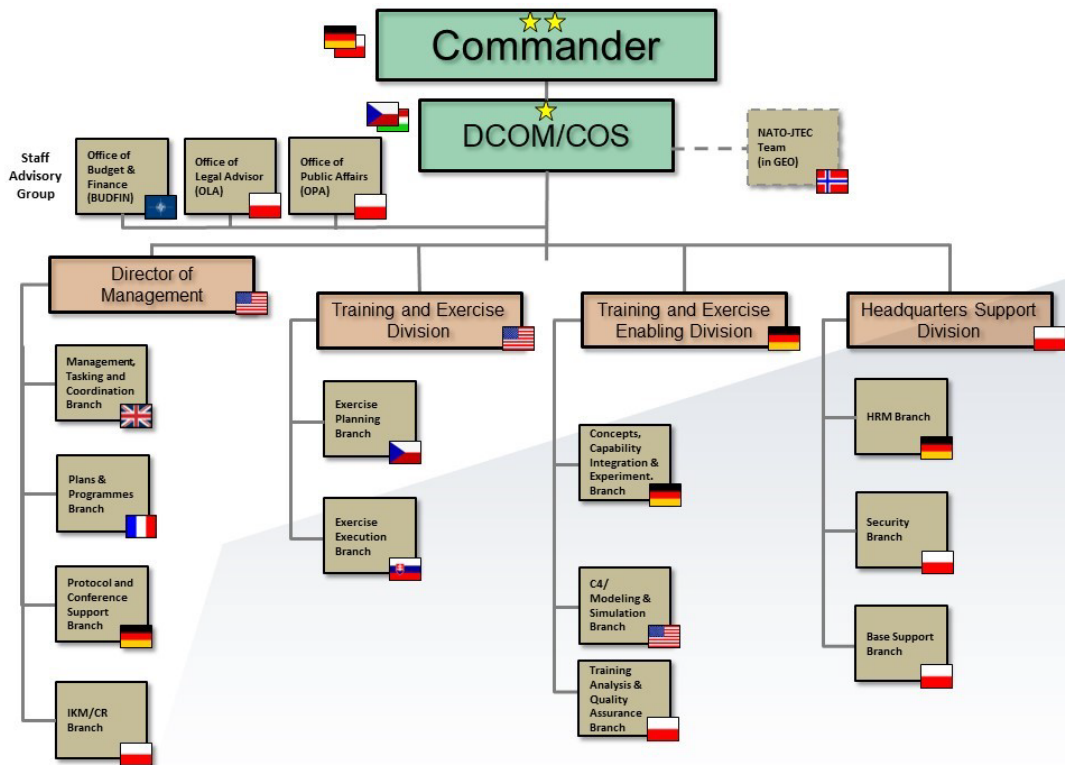 Commander
DCOM/COS
NATO-JTEC
Team
(in GEO)
Staff
Advisory
Group
Office of
Budget &
Finance
(BUDFIN)
Office of
Legal Advisor
(OLA)
Office of
Public Affairs
(OPA)
Director of
Management
Training and Exercise
Division
Training and Exercise
Enabling Division
Headquarters Support
Division
Management,
Tasking and
Coordination
Branch
Plans &
Programmes
Branch
Protocol and
Conference
Support
Branch
IKM/CR
Branch
Exercise
Planning
Branch
Exercise
Execution
Branch
Concepts,
Capability
Integration &
Experiment.
Branch
C4/
Modeling &
Simulation
Branch
Training
Analysis &
Quality
Assurance
Branch
HRM Branch
Security
Branch
Base Support
Branch